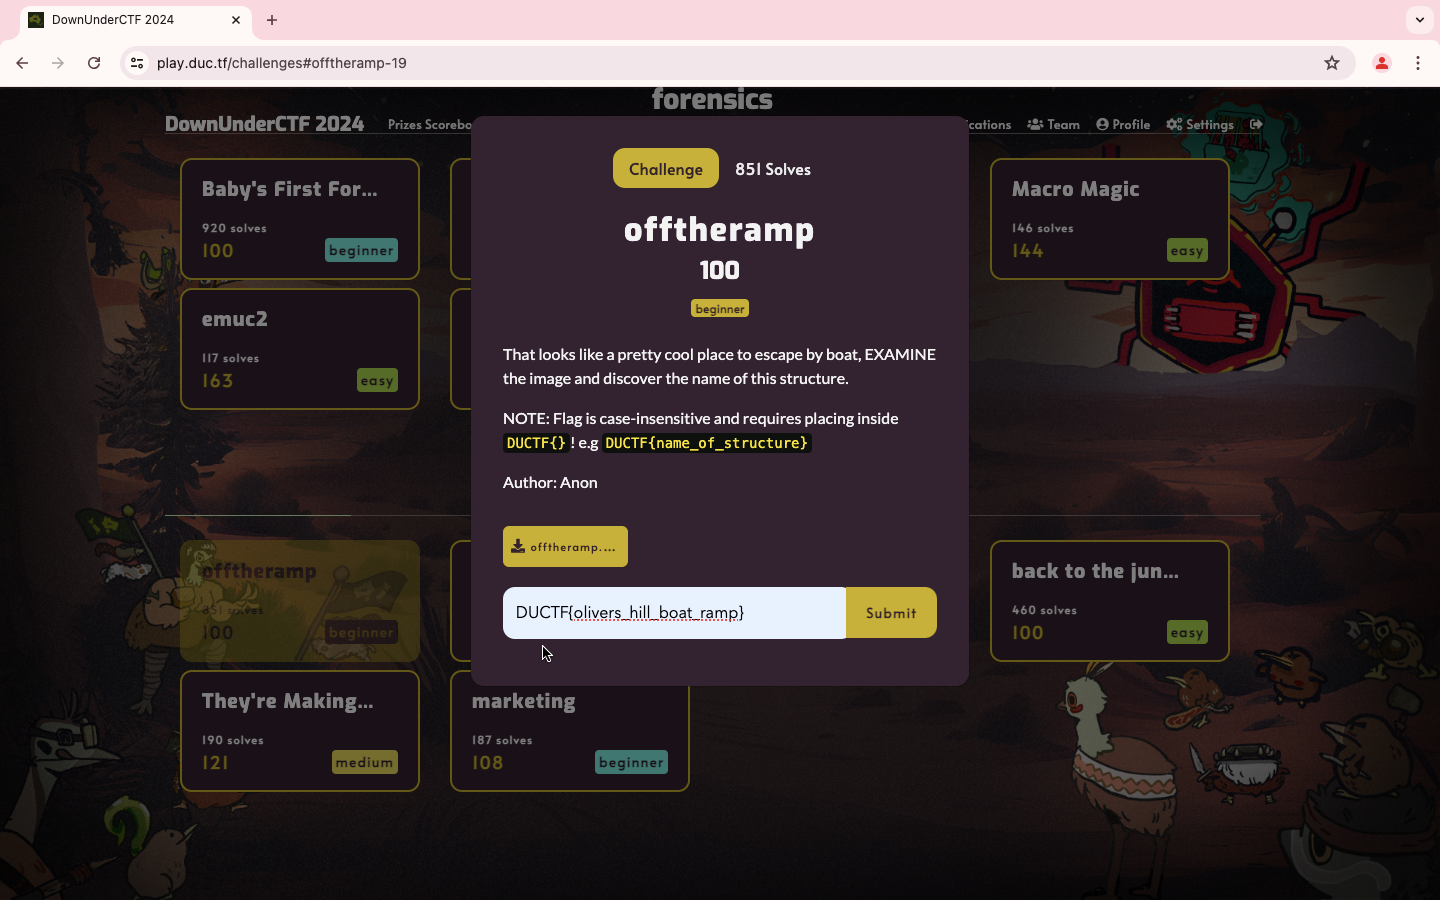 DownUnderCTF 2024
play.duc.tf/challenges#offtheramp-19
forensics
DownUnderCTF 2024
Prizes Scorebo
cations
Team
Profile
Settings
Baby's First For...
920 solves
100
beginner
Macro Magic
146 solves
144
easy
emuc2
117 solves
163
easy
Challenge
851 Solves
offtheramp
100
beginner
That looks like a pretty cool place to escape by boat, EXAMINE
the image and discover the name of this structure.
NOTE: Flag is case-insensitive and requires placing inside
DUCTF{} ! e.g DUCTF{name_of_structure}
Author: Anon
offtheramp....
DUCTF{olivers_hill_boat_ramp}
Submit
offtheramp
851 solves
100
beginner
back to the jun...
460 solves
100
easy
They're Making...
190 solves
121
medium
marketing
187 solves
108
beginner